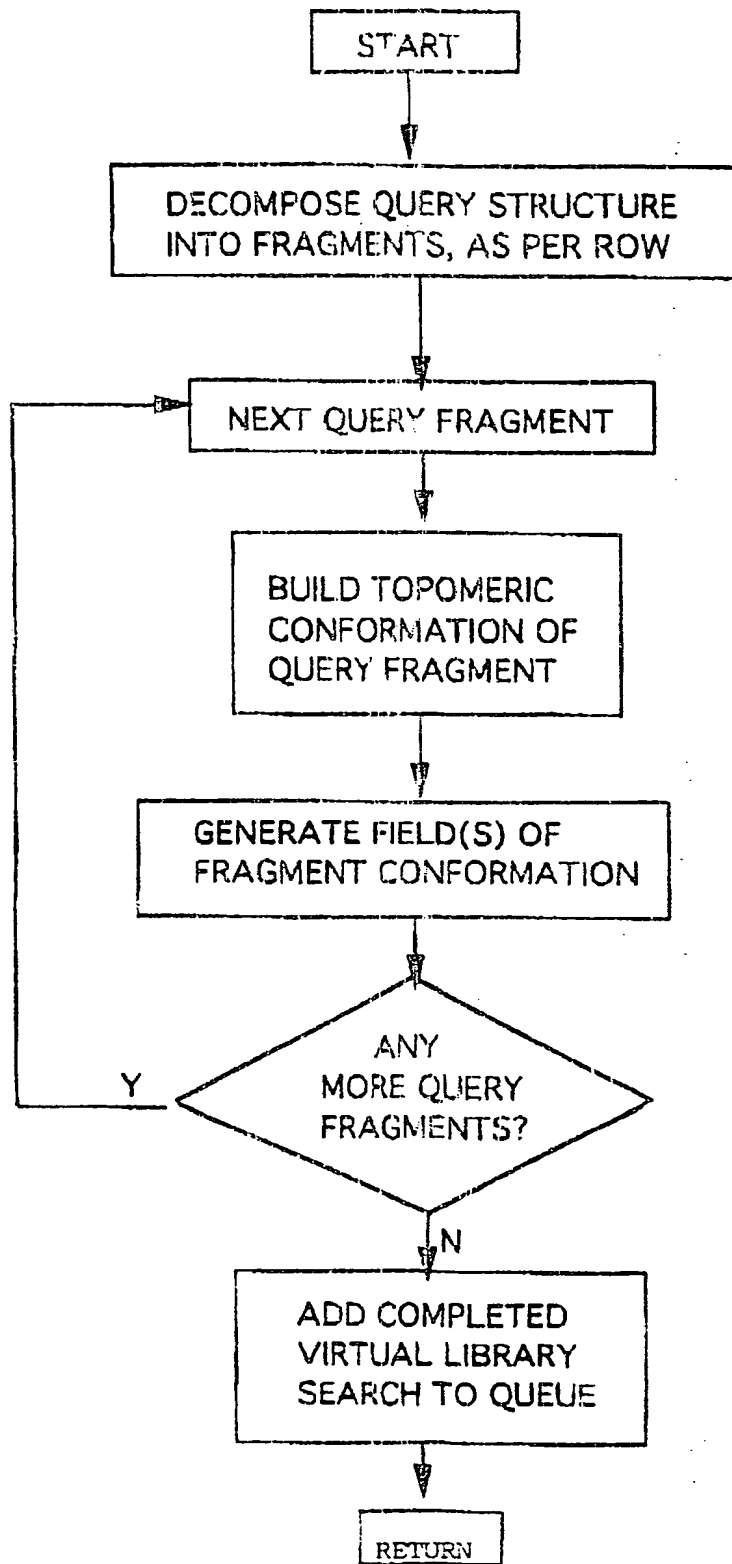 START
DECOMPOSE QUERY STRUCTURE
INTO FRAGMENTS, AS PER ROW
NEXT QUERY FRAGMENT
BUILD TOPOMERIC
CONFORMATION OF
QUERY FRAGMENT
GENERATE FIELD(S) OF
FRAGMENT CONFORMATION
ANY
MORE QUERY
FRAGMENTS?
Y
N
ADD COMPLETED
VIRTUAL LIBRARY
SEARCH TO QUEUE
RETURN